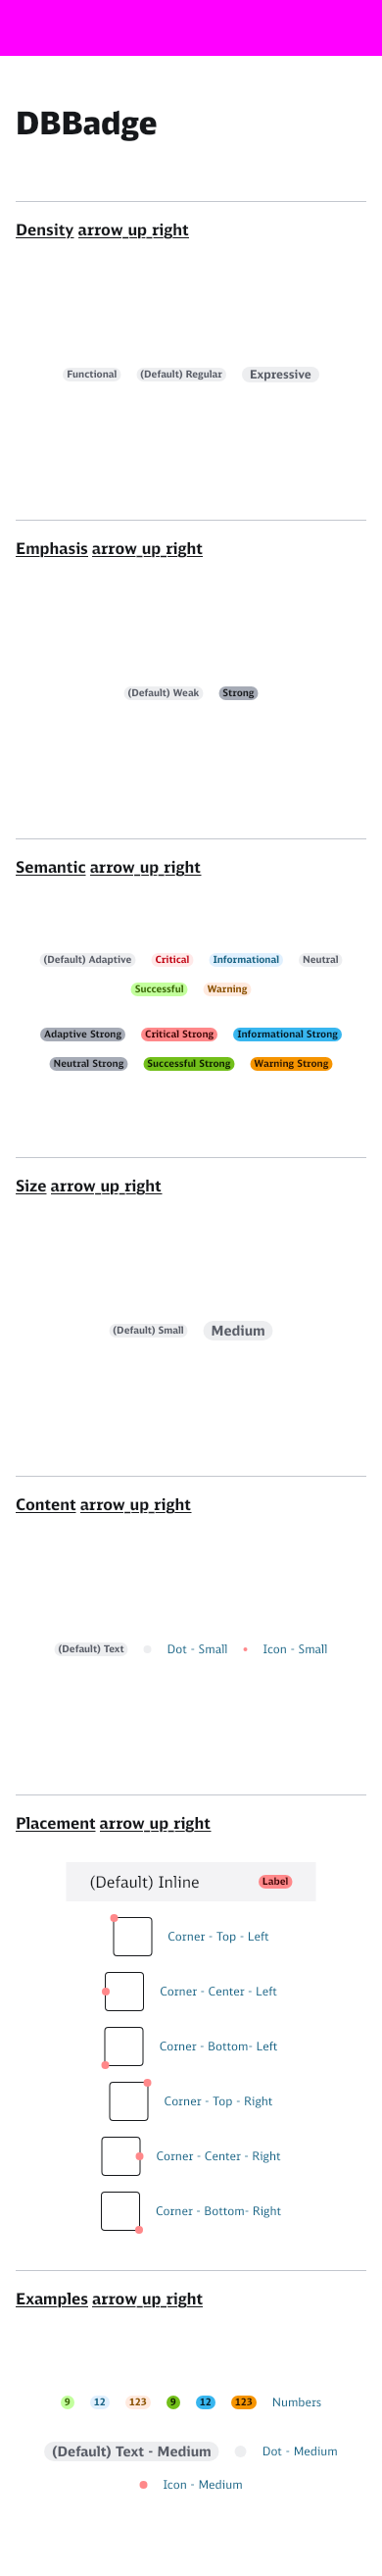 DBBadge
Density arrow_up_right
Functional (Default) Regular Expressive
Emphasis arrow_up_right
(Default) Weak Strong
Semantic arrow_up_right
(Default) Adaptive Critical Informational Neutral
Successful Warning
Adaptive Strong Critical Strong Informational Strong
Neutral Strong Successful Strong Warning Strong
Size arrow_up_right
(Default) Small Medium
Content arrow_up_right
(Default) Text Dot - Small Icon - Small
Placement arrow_up_right
(Default) Inline Label
Corner - Top - Left
Corner - Center - Left
Corner - Bottom- Left
Corner - Top - Right
Corner - Center - Right
Corner - Bottom- Right
Examples arrow_up_right
9 12 123 9 12 123 Numbers
(Default) Text - Medium Dot - Medium
Icon - Medium